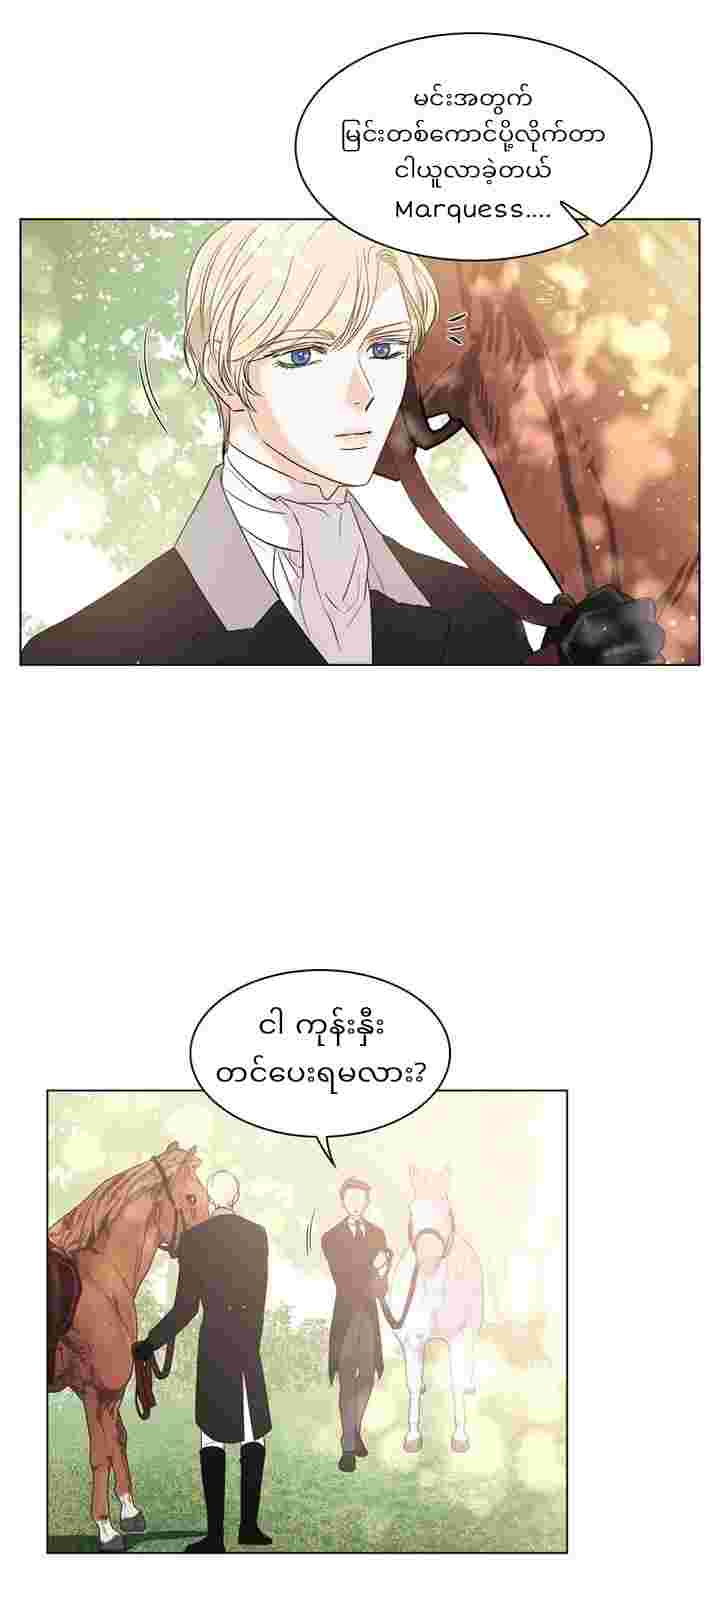 မင်းအတွက်
မြင်းတစ်ကောင်ပို့လိုက်တာ
ငါယူလာခဲ့တယ်
Marquess....
ငါ ကုန်းနှီး
တင်ပေးရမလား?